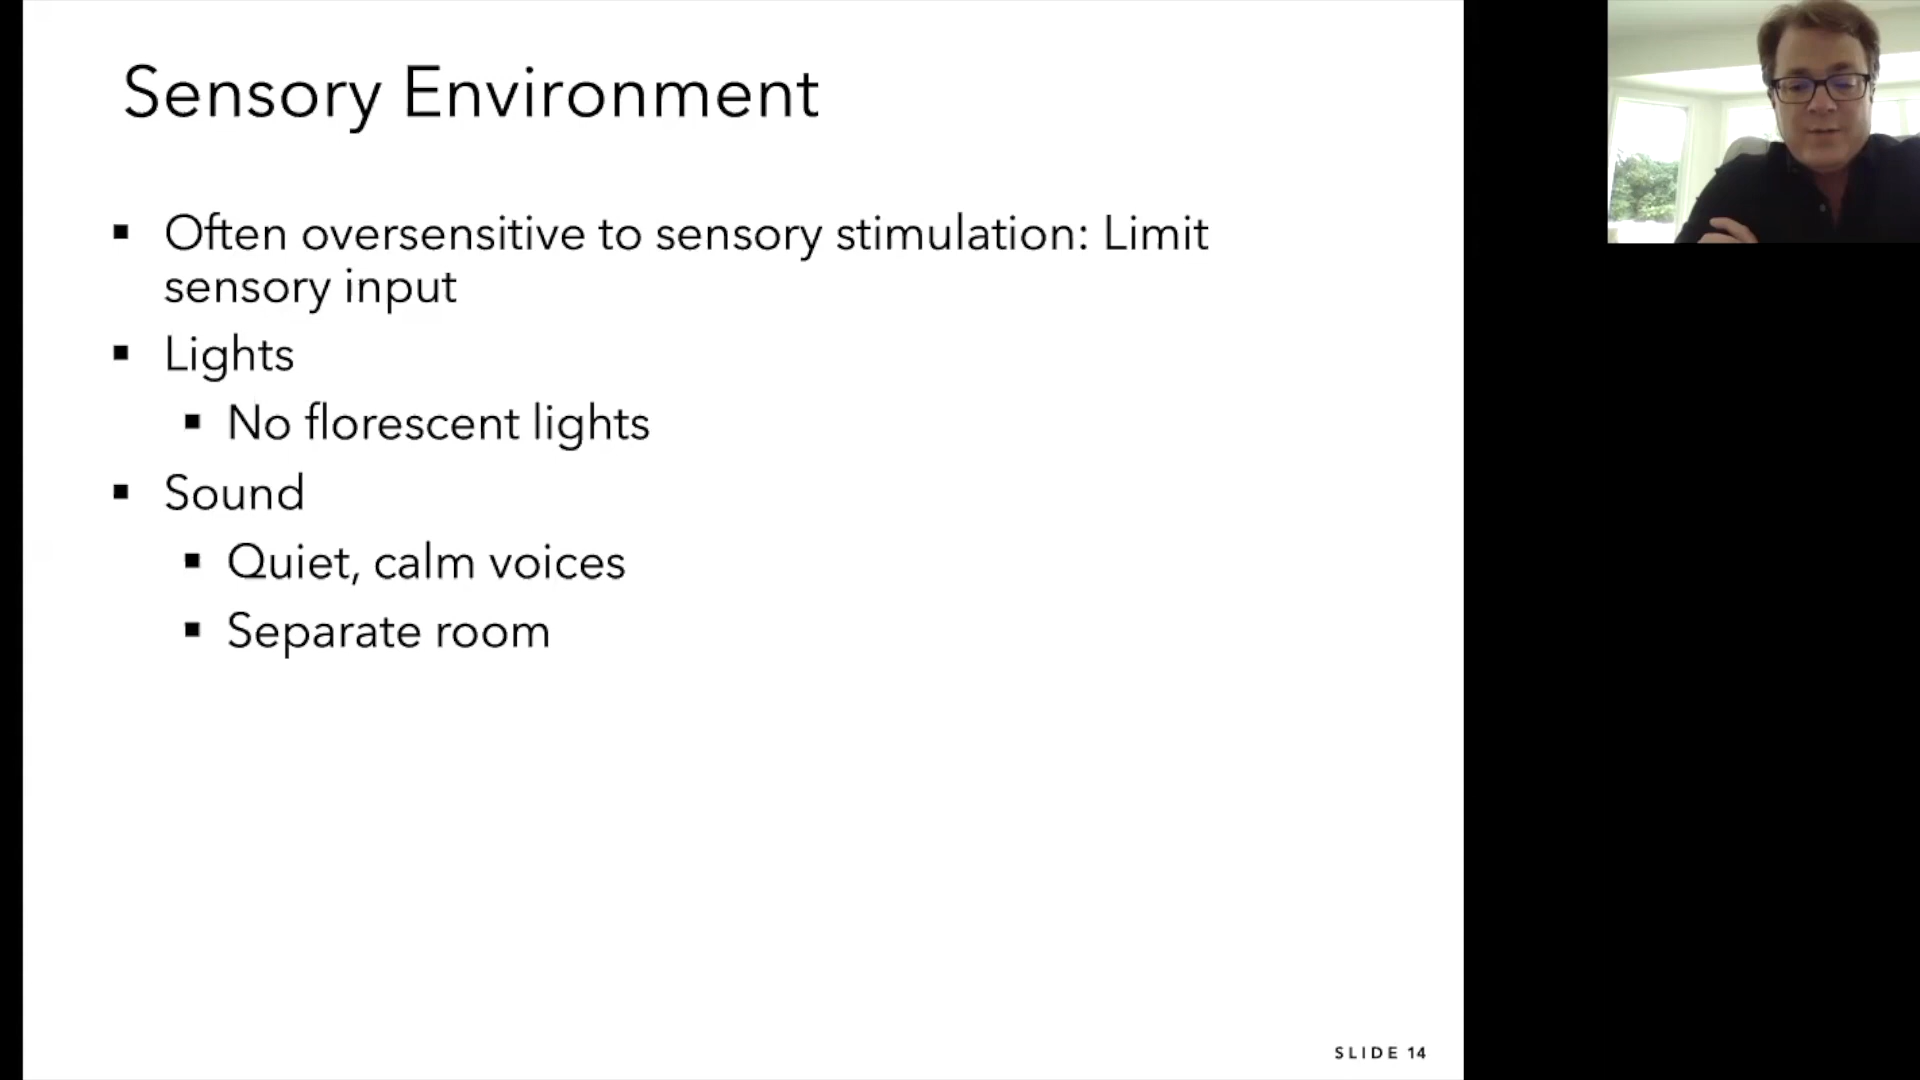 Sensory Environment
▪ Often oversensitive to sensory stimulation: Limit
sensory input
▪ Lights
▪ No florescent lights
▪ Sound
▪ Quiet, calm voices
▪ Separate room
SLIDE 14